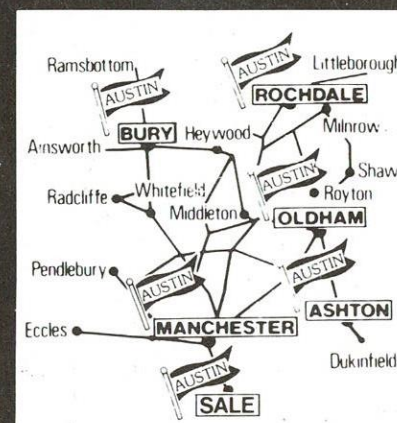 Ramsbottom
AUSTIN
Littleborough
AUSTIN
ROCHDALE
BURY
Heywood
Milnrow
Ainsworth
AUSTIN
Shaw
Radcliffe
Whitefield
Royton
Middleton
OLDHAM
Pendlebury
AUSTIN
AUSTIN
ASHTON
Eccles
MANCHESTER
Dukinfield
AUSTIN
SALE